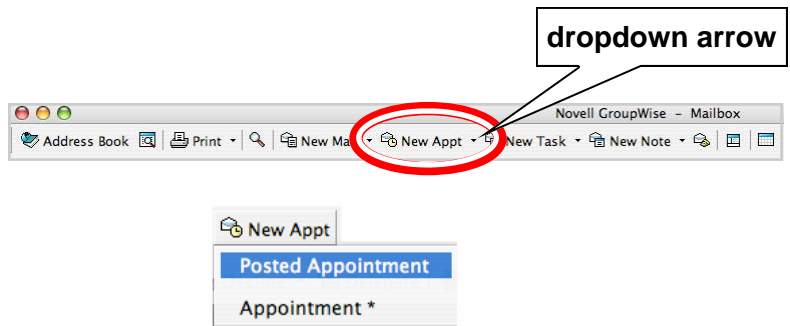 dropdown arrow
Novell GroupWise – Mailbox
Address Book Print New Ma New Appt New Task New Note
New Appt
Posted Appointment
Appointment *